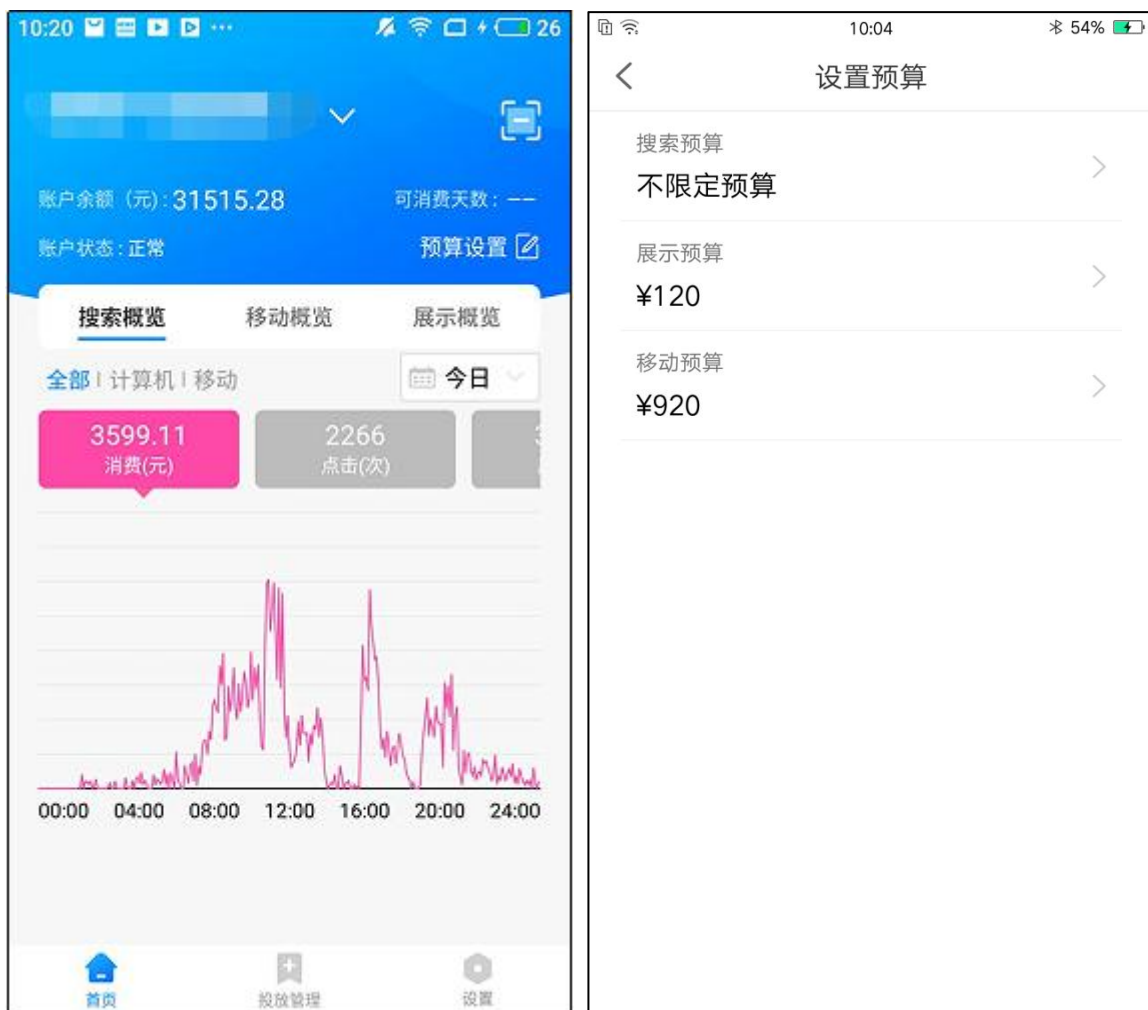 10:20
26
账户余额（元）: 31515.28
可消费天数：--
账户状态 : 正常
预算设置
搜索概览
移动概览
展示概览
全部 | 计算机 | 移动
今日
3599.11
消费(元)
2266
点击(次)
00:00 04:00 08:00 12:00 16:00 20:00 24:00
首页
投放管理
设置
10:04
54%
设置预算
搜索预算
不限定预算
展示预算
¥120
移动预算
¥920